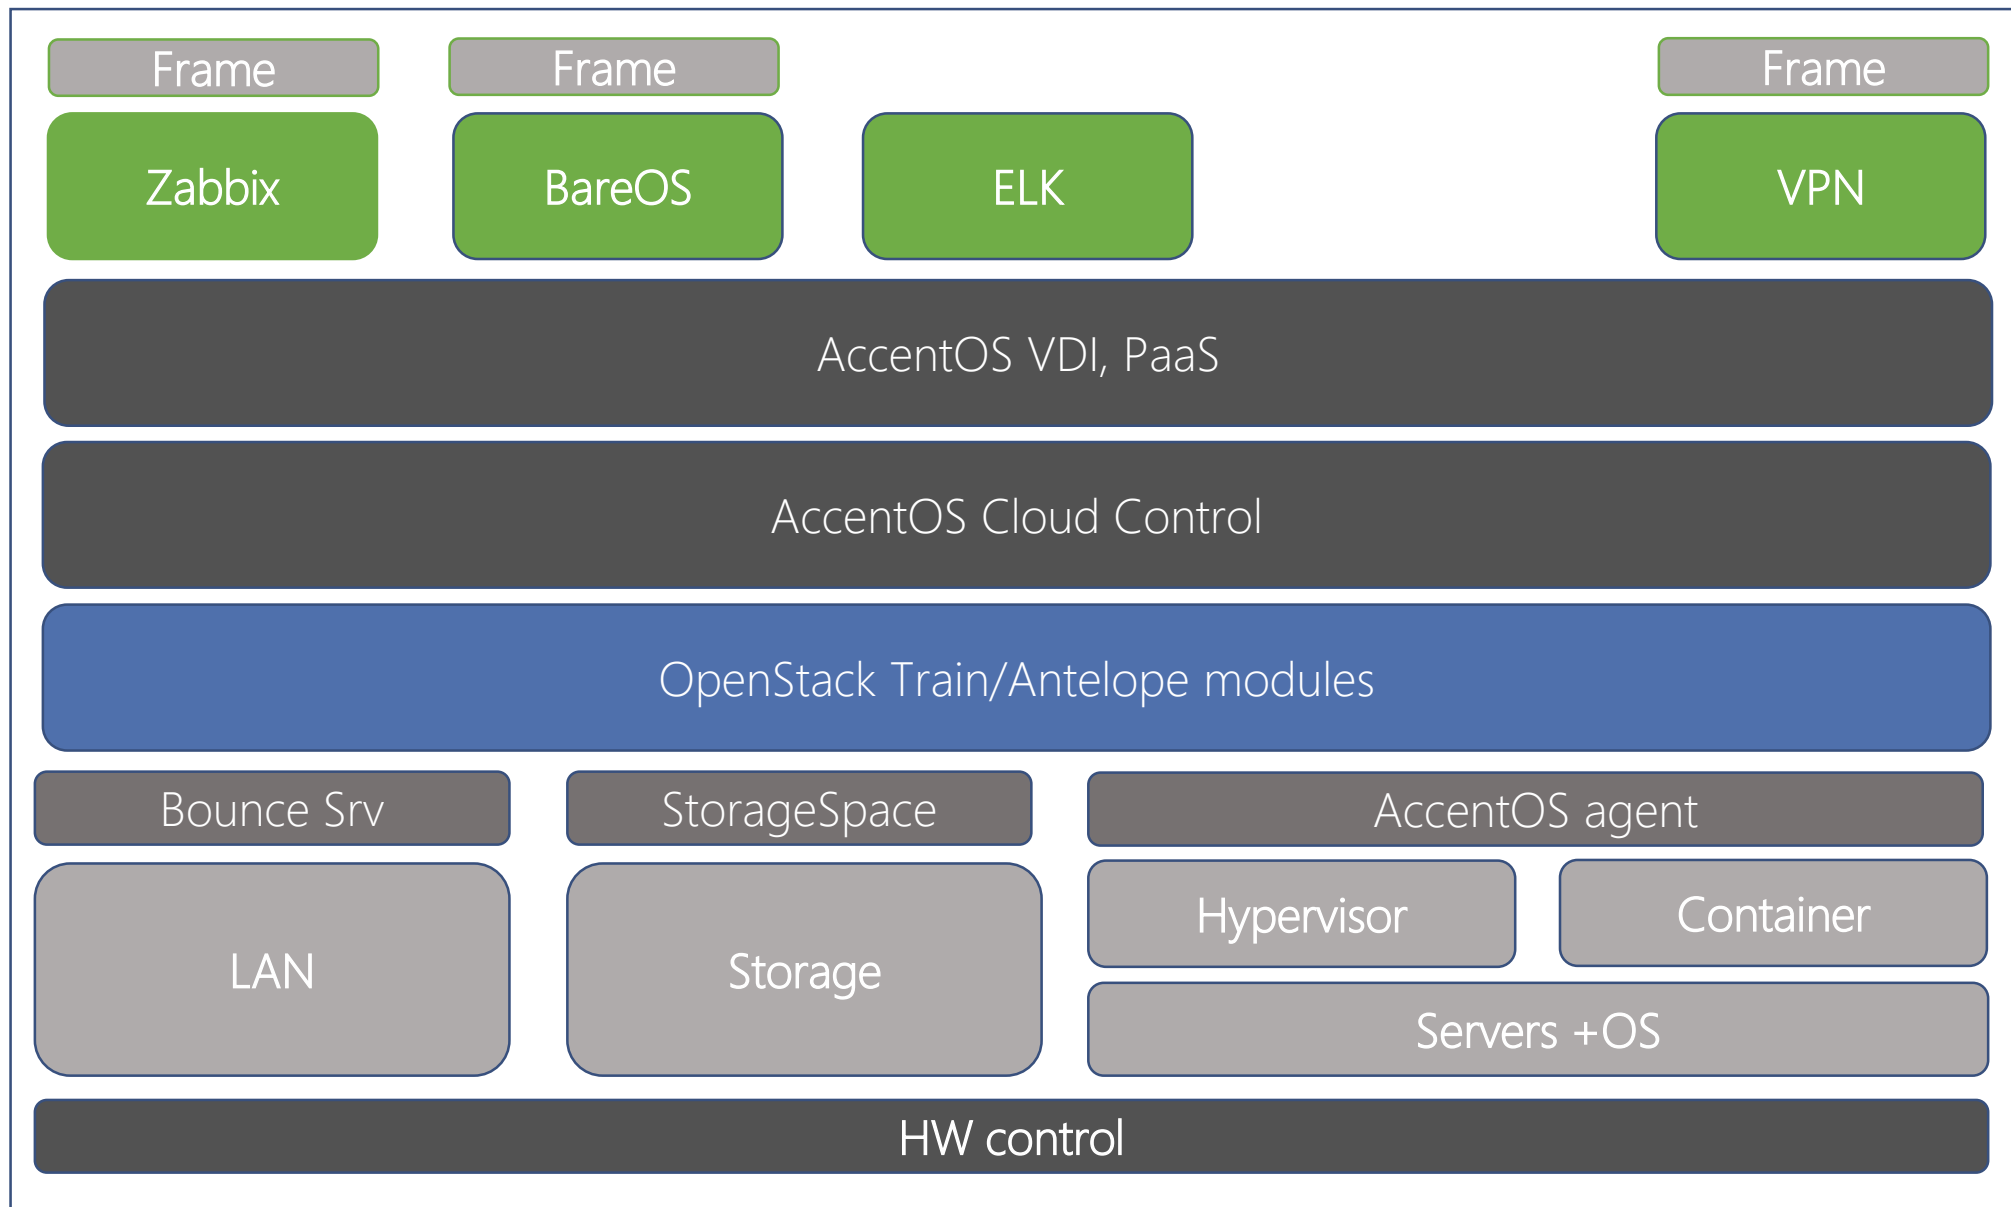 Frame
Frame
Frame
Zabbix
BareOS
ELK
VPN
AccentOS VDI, PaaS
AccentOS Cloud Control
OpenStack Train/Antelope modules
Bounce Srv
StorageSpace
AccentOS agent
LAN
Storage
Hypervisor
Container
Servers +OS
HW control